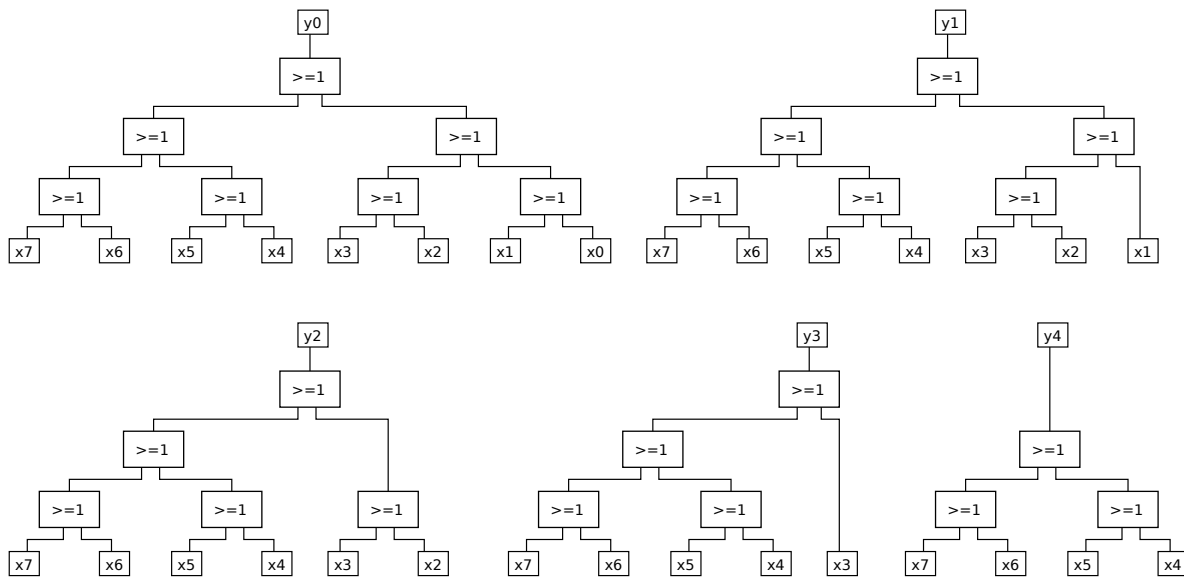 y0 y1
>=1 >=1
>=1 >=1 >=1 >=1
>=1 >=1 >=1 >=1 >=1 >=1 >=1
x7 x6 x5 x4 x3 x2 x1 x0 x7 x6 x5 x4 x3 x2 x1
y2 y3 y4
>=1 >=1
>=1 >=1 >=1
>=1 >=1 >=1 >=1 >=1 >=1 >=1
x7 x6 x5 x4 x3 x2 x7 x6 x5 x4 x3 x7 x6 x5 x4